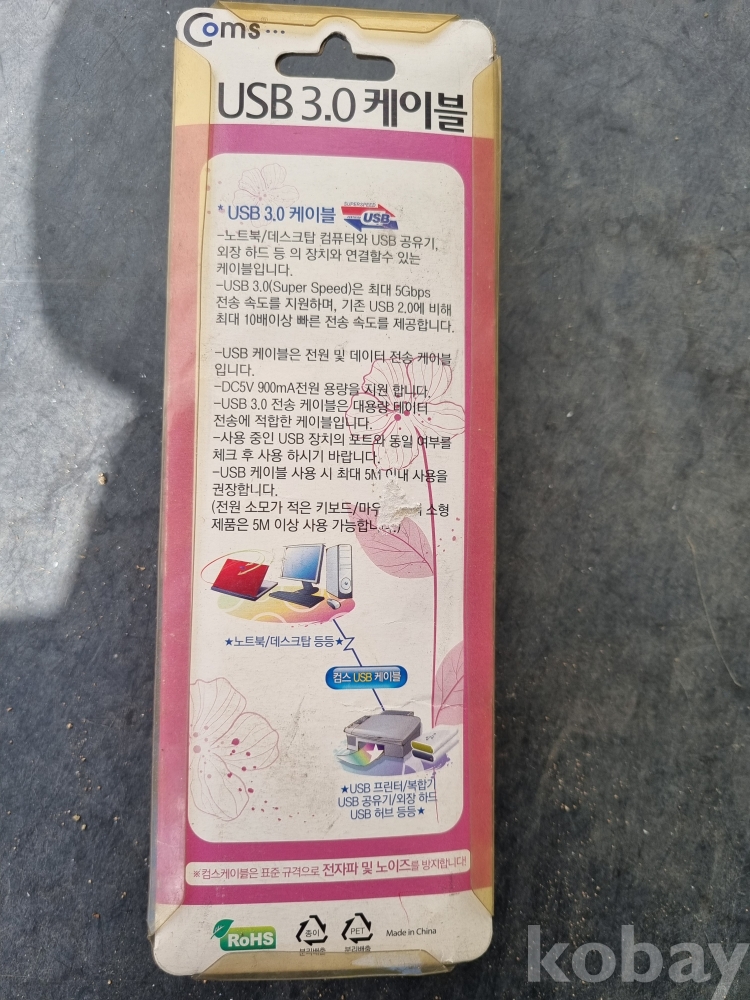 Coms...
USB 3.0 케이블
* USB 3.0 케이블
SUPERSPEED
USB
-노트북/데스크탑 컴퓨터와 USB 공유기,
외장 하드 등 의 장치와 연결할수 있는
케이블입니다.
-USB 3.0(Super Speed)은 최대 5Gbps
전송 속도를 지원하며, 기존 USB 2.0에 비해
최대 10배이상 빠른 전송 속도를 제공합니다.
-USB 케이블은 전원 및 데이터 전송 케이블
입니다.
-DC5V 900mA전원 용량을 지원 합니다.
-USB 3.0 전송 케이블은 대용량 데이터
전송에 적합한 케이블입니다.
-사용 중인 USB 장치의 포트와 동일 여부를
체크 후 사용 하시기 바랍니다.
-USB 케이블 사용 시 최대 5M 이내 사용을
권장합니다.
(전원 소모가 적은 키보드/마우 소형
제품은 5M 이상 사용 가능합
★노트북/데스크탑 등등★
컴스 USB 케이블
★USB 프린터/복합기
USB 공유기/외장 하드
USB 허브 등등★
※컴스케이블은 표준 규격으로 전자파 및 노이즈를 방지합니다!
RoHS
종이
분리배출
PET
분리배출
Made in China
kobay